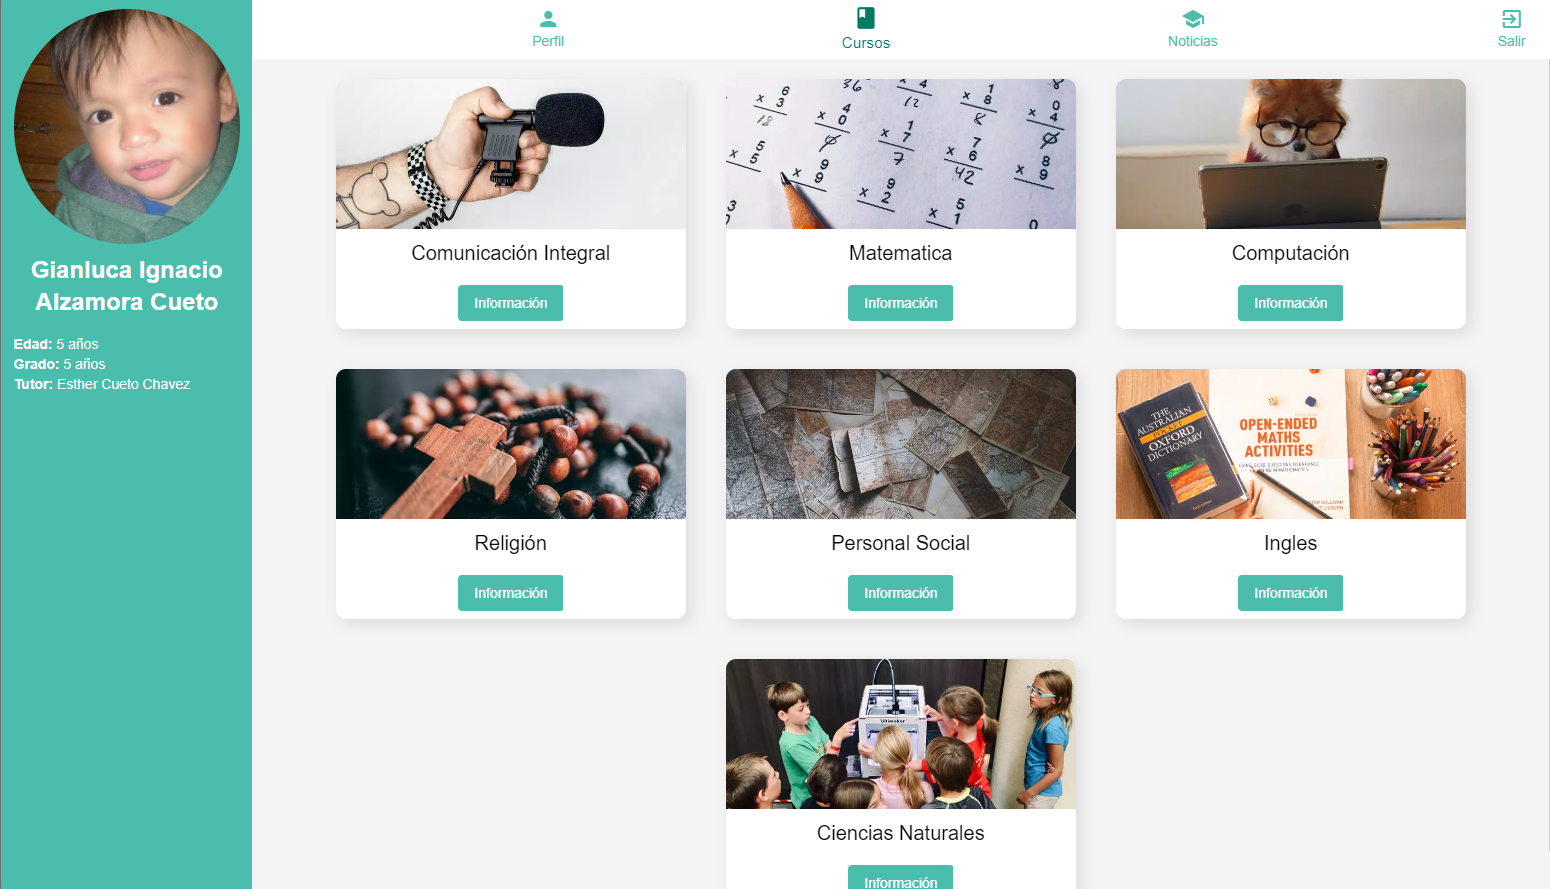 Perfil
Cursos
Noticias
Salir
Gianluca Ignacio
Alzamora Cueto
Edad: 5 años
Grado: 5 años
Tutor: Esther Cueto Chavez
Comunicación Integral
Información
Matematica
Información
Computación
Información
Religión
Información
Personal Social
Información
THE
AUSTRALIAN
POCKET
OXFORD
DICTIONARY
OPEN-ENDED
MATHS
ACTIVITIES
Ingles
Información
Ultimaker
Ciencias Naturales
Información